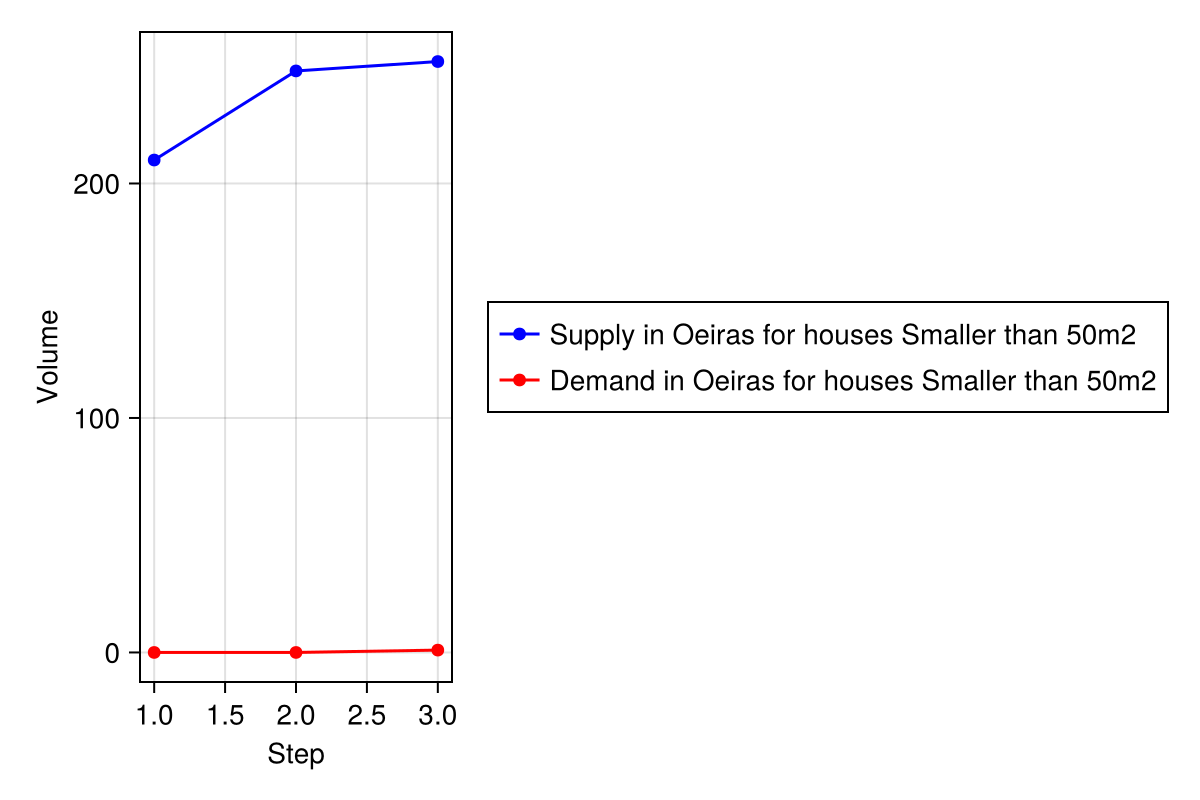 Volume
200
100
0
1.0 1.5 2.0 2.5 3.0
Step
Supply in Oeiras for houses Smaller than 50m2
Demand in Oeiras for houses Smaller than 50m2